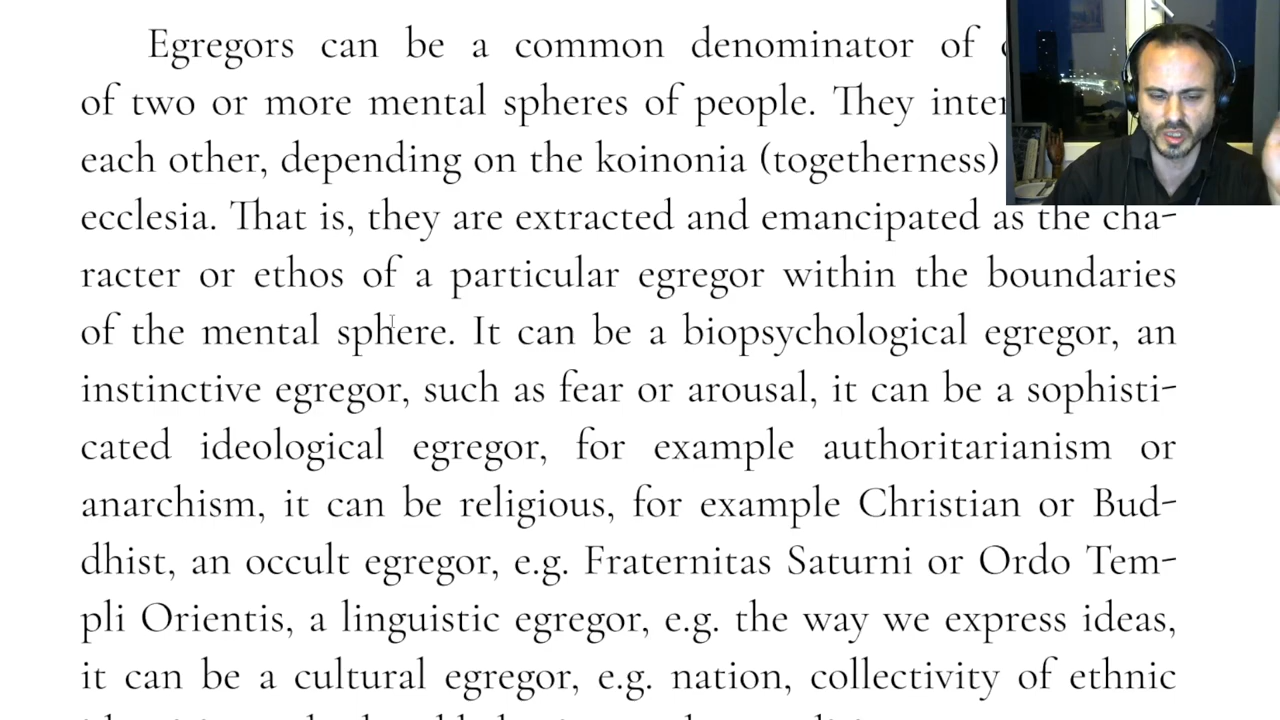 Egregors can be a common denominator of
of two or more mental spheres of people. They
each other, depending on the koinonia (togetherness)
ecclesia. That is, they are extracted and emancipated as the cha-
racter or ethos of a particular egregor within the boundaries
of the mental sphere. It can be a biopsychological egregor, an
instinctive egregor, such as fear or arousal, it can be a sophisti-
cated ideological egregor, for example authoritarianism or
anarchism, it can be religious, for example Christian or Bud-
dhist, an occult egregor, e.g. Fraternitas Saturni or Ordo Tem-
pli Orientis, a linguistic egregor, e.g. the way we express ideas,
it can be a cultural egregor, e.g. nation, collectivity of ethnic